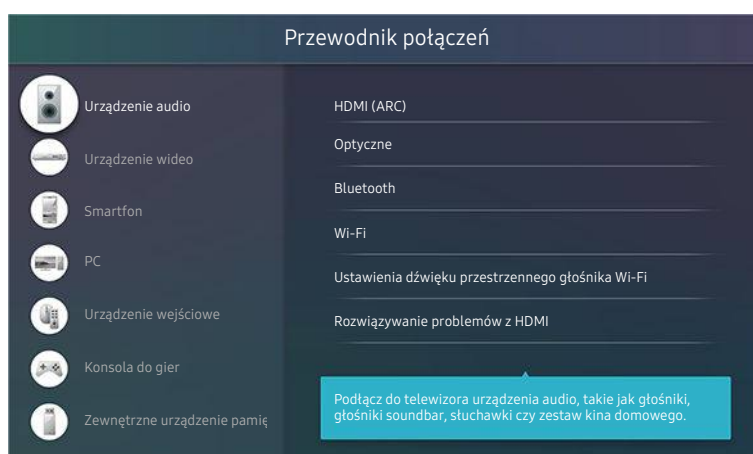 Przewodnik połączeń
Urządzenie audio
Urządzenie wideo
Smartfon
PC
Urządzenie wejściowe
Konsola do gier
Zewnętrzne urządzenie pamię
HDMI (ARC)
Optyczne
Bluetooth
Wi-Fi
Ustawienia dźwięku przestrzennego głośnika Wi-Fi
Rozwiązywanie problemów z HDMI
Podłącz do telewizora urządzenia audio, takie jak głośniki,
głośniki soundbar, słuchawki czy zestaw kina domowego.